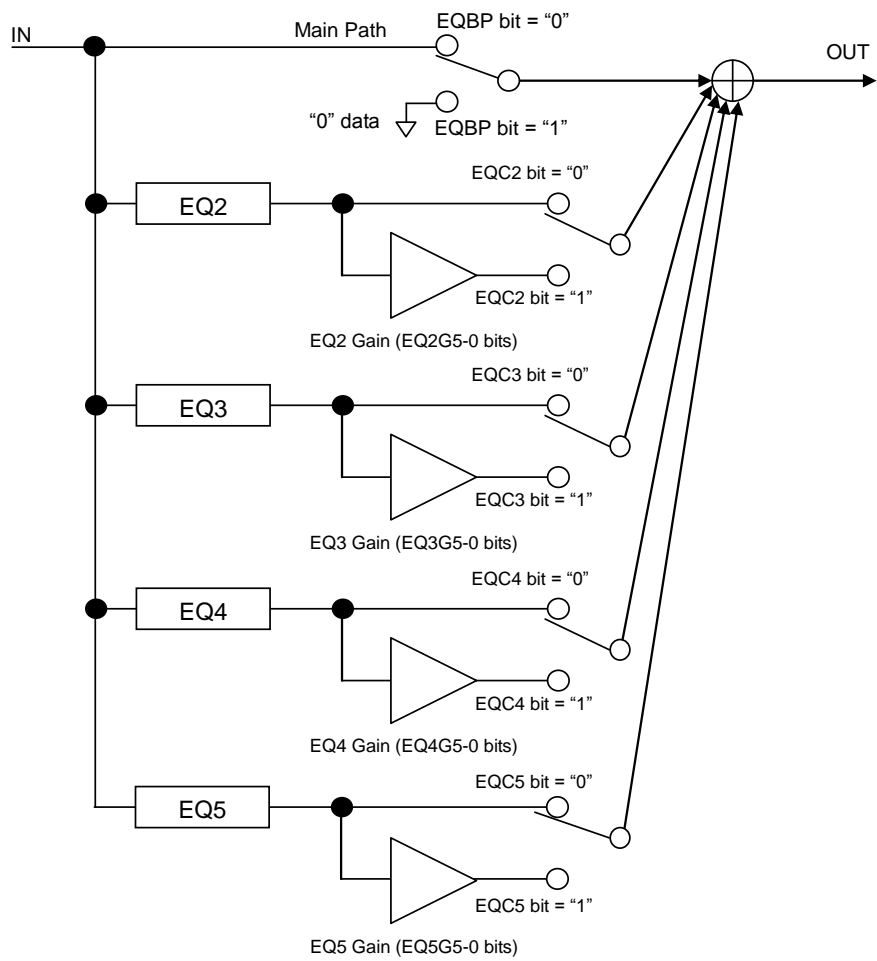 EQBP bit = “0”
IN
Main Path
OUT
“0” data
EQBP bit = “1”
EQC2 bit = “0”
EQ2
EQC2 bit = “1”
EQ2 Gain (EQ2G5-0 bits)
EQC3 bit = “0”
EQ3
EQC3 bit = “1”
EQ3 Gain (EQ3G5-0 bits)
EQC4 bit = “0”
EQ4
EQC4 bit = “1”
EQ4 Gain (EQ4G5-0 bits)
EQC5 bit = “0”
EQ5
EQC5 bit = “1”
EQ5 Gain (EQ5G5-0 bits)